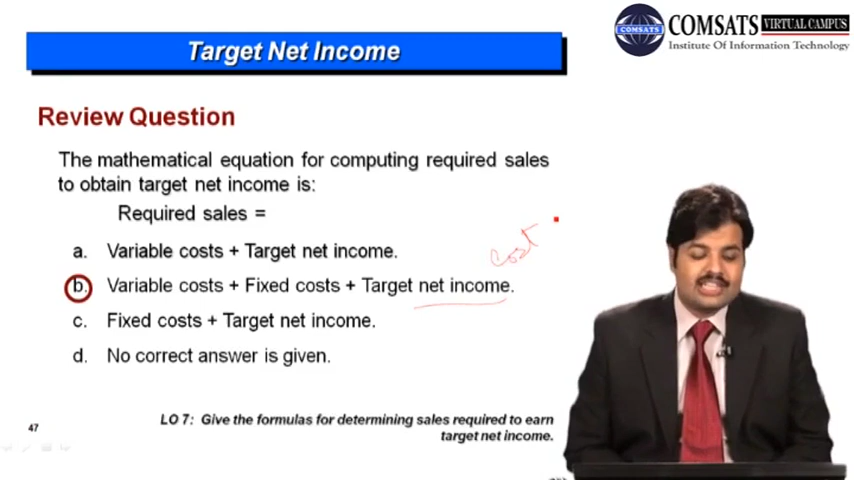 COMSATS
COMSATS VIRTUAL CAMPUS
Institute Of Information Technology
Target Net Income
Review Question
The mathematical equation for computing required sales
to obtain target net income is:
Required sales =
a. Variable costs + Target net income.
cost
b. Variable costs + Fixed costs + Target net income.
c. Fixed costs + Target net income.
d. No correct answer is given.
LO 7: Give the formulas for determining sales required to earn
target net income.
47